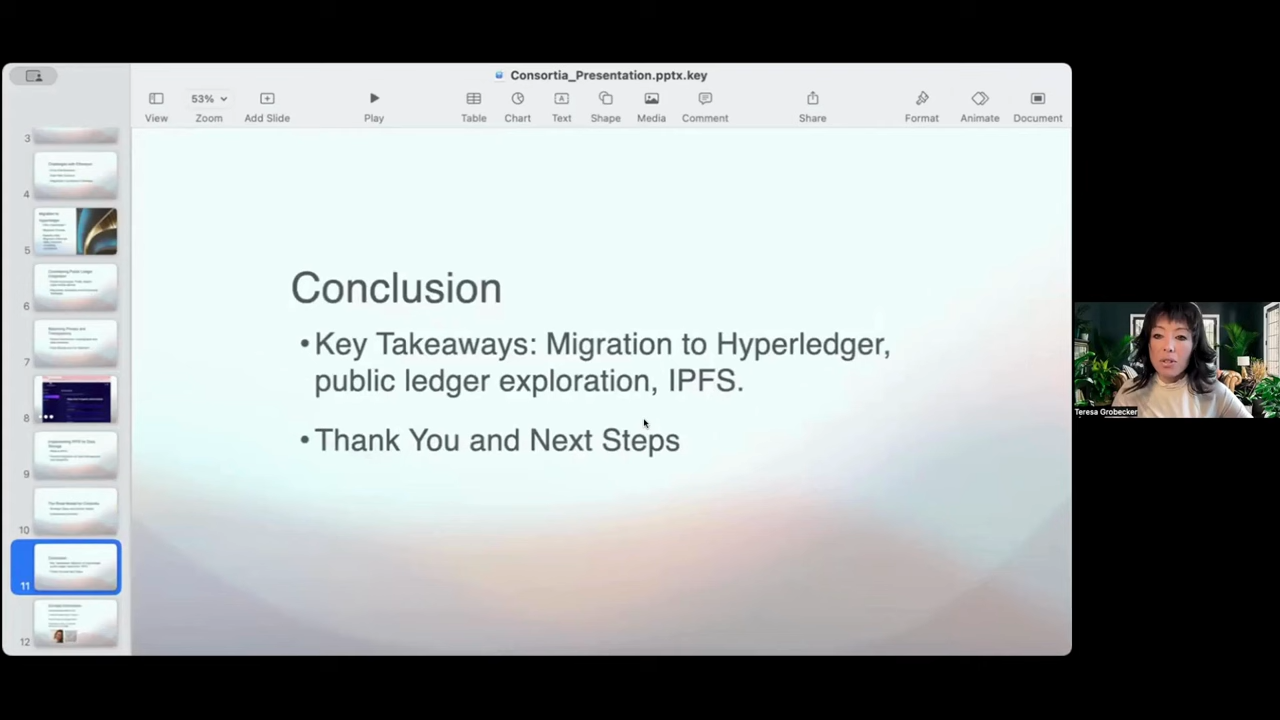 Consortia_Presentation.pptx.key
53%
View
Zoom
Add Slide
Play
Table
Chart
Text
Shape
Media
Comment
Share
Format
Animate
Document
3
4
5
6
7
8
9
10
11
12
Conclusion
•Key Takeaways: Migration to Hyperledger,
public ledger exploration, IPFS.
•Thank You and Next Steps
Teresa Grobecker